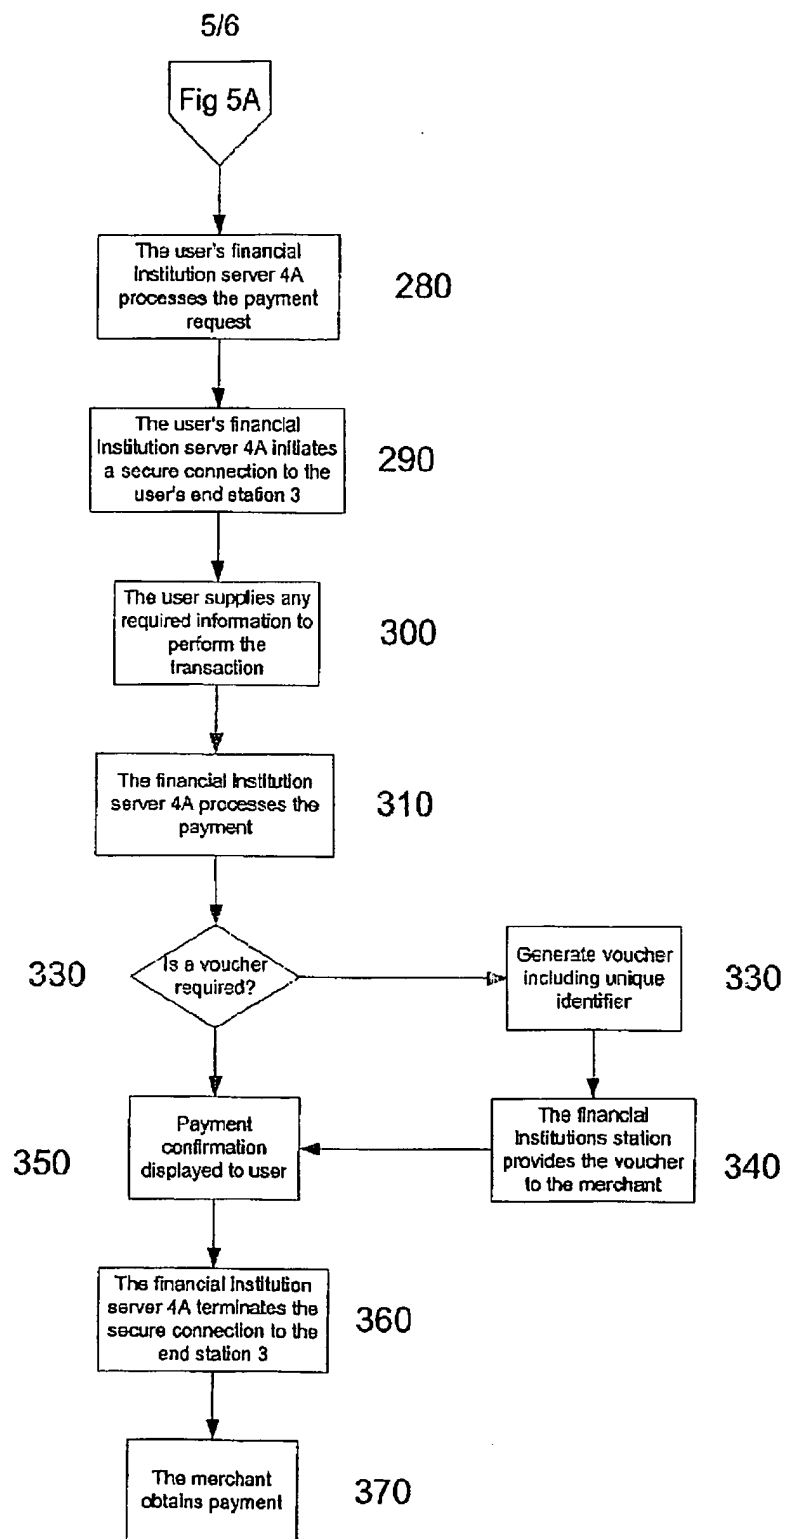 5/6
Fig 5A
The user's financial
Institution server 4A
processes the payment
request
280
The user's financial
Institution server 4A initiates
a secure connection to the
user's end station 3
290
The user supplies any
required information to
perform the
transaction
300
The financial Institution
server 4A processes the
payment
310
330
Is a voucher
required?
Generate voucher
including unique
identifier
330
350
Payment
confirmation
displayed to user
The financial
Institutions station
provides the voucher
to the merchant
340
The financial Institution
server 4A terminates the
secure connection to the
end station 3
360
The merchant
obtains payment
370